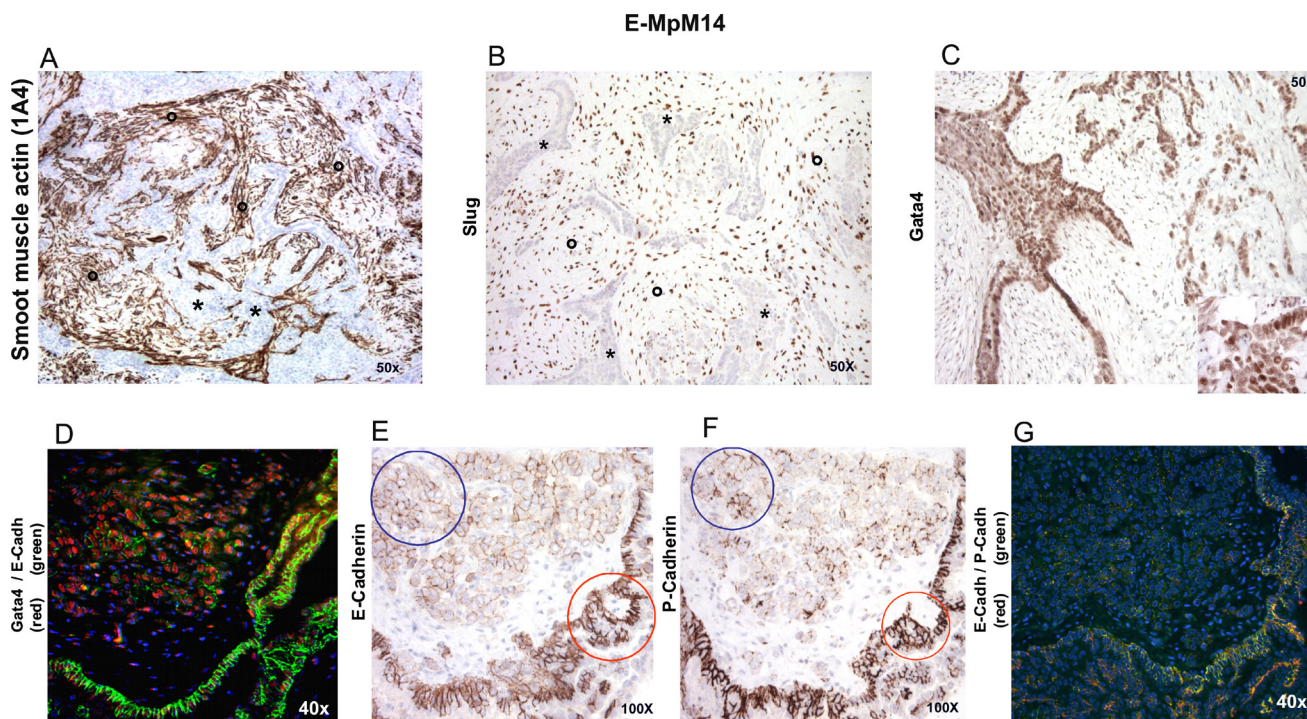 E-MpM14
A
B
C
Smoot muscle actin (1A4)
Slug
Gata4
50x
50X
50
D
E
F
G
Gata4 / E-Cadh
(red) (green)
E-Cadherin
P-Cadherin
E-Cadh / P-Cadh
(red) (green)
40x
100X
100X
40x